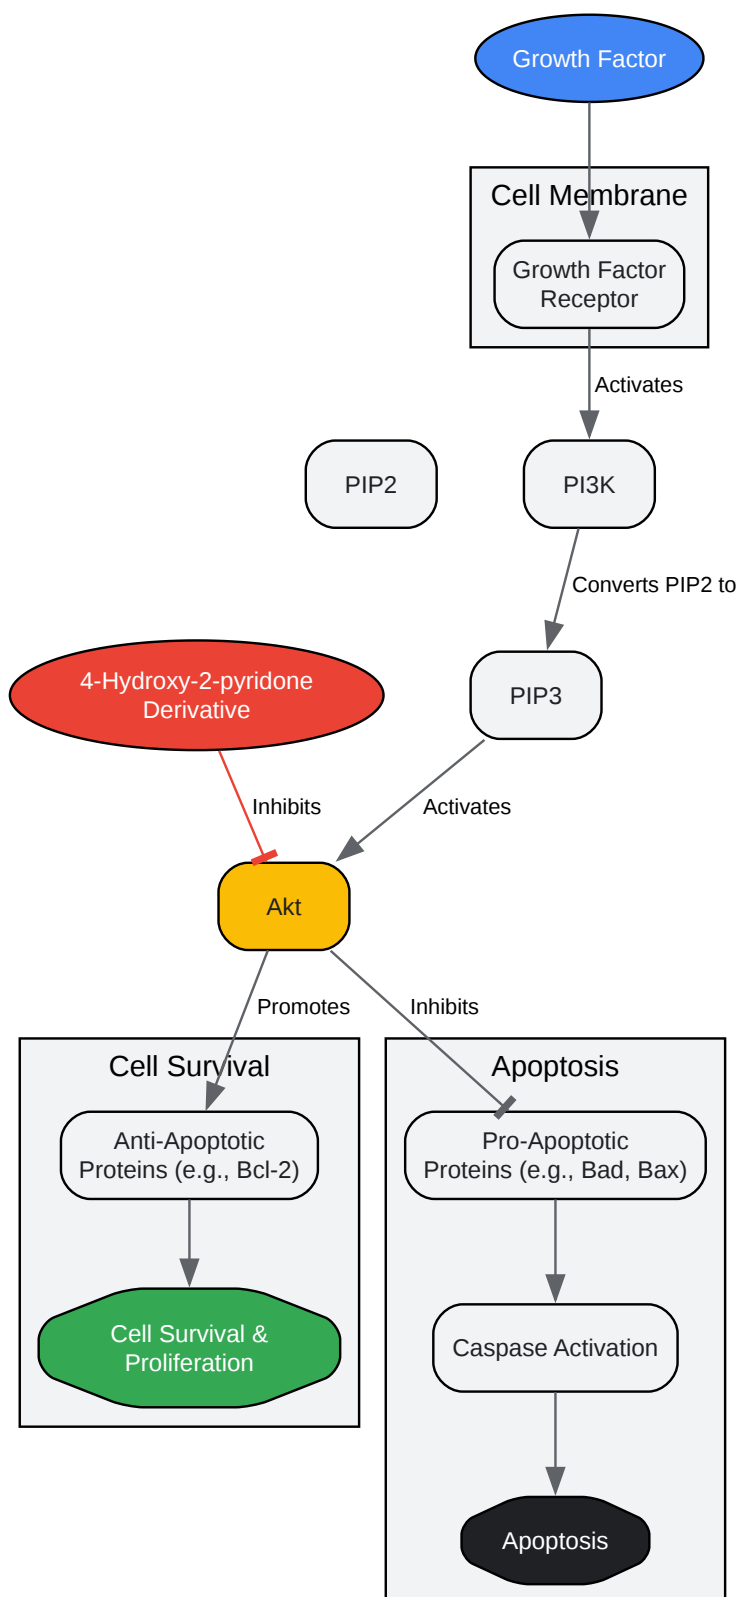 Growth Factor
Cell Membrane
Growth Factor
Receptor
Activates
PIP2
PI3K
Converts PIP2 to
4-Hydroxy-2-pyridone
Derivative
PIP3
Inhibits
Activates
Akt
Promotes
Inhibits
Cell Survival
Apoptosis
Anti-Apoptotic
Proteins (e.g., Bcl-2)
Pro-Apoptotic
Proteins (e.g., Bad, Bax)
Cell Survival &
Proliferation
Caspase Activation
Apoptosis